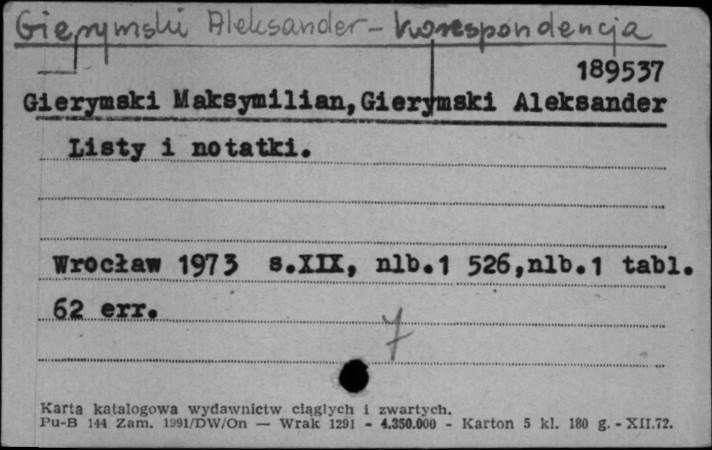 Gierymski Aleksander - korespondencja
189537
Gierymski Maksymilian,Gierymski Aleksander
Listy i notatki.
Wrocław 1973 s.XIX, nlb.1 526,nlb.1 tabl.
62 err.
7
Karta katalogowa wydawnictw ciągłych i zwartych.
Pu-B 144 Zam. 1991/DW/On — Wrak 1291 - 4.350.000 - Karton 5 kl. 180 g. - XII.72.